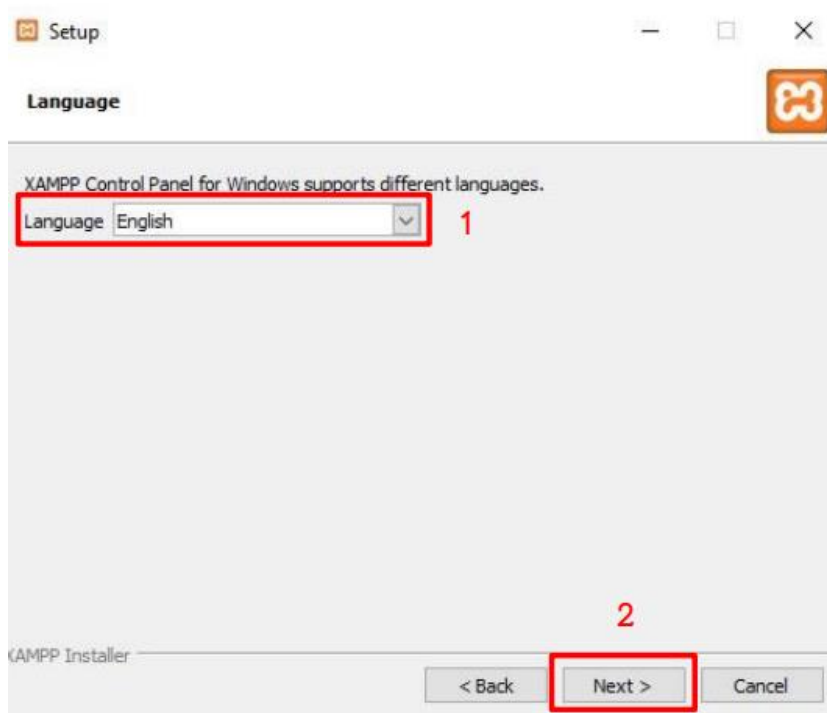 Setup
Language
XAMPP Control Panel for Windows supports different languages.
Language English 1
2
XAMPP Installer
< Back Next > Cancel